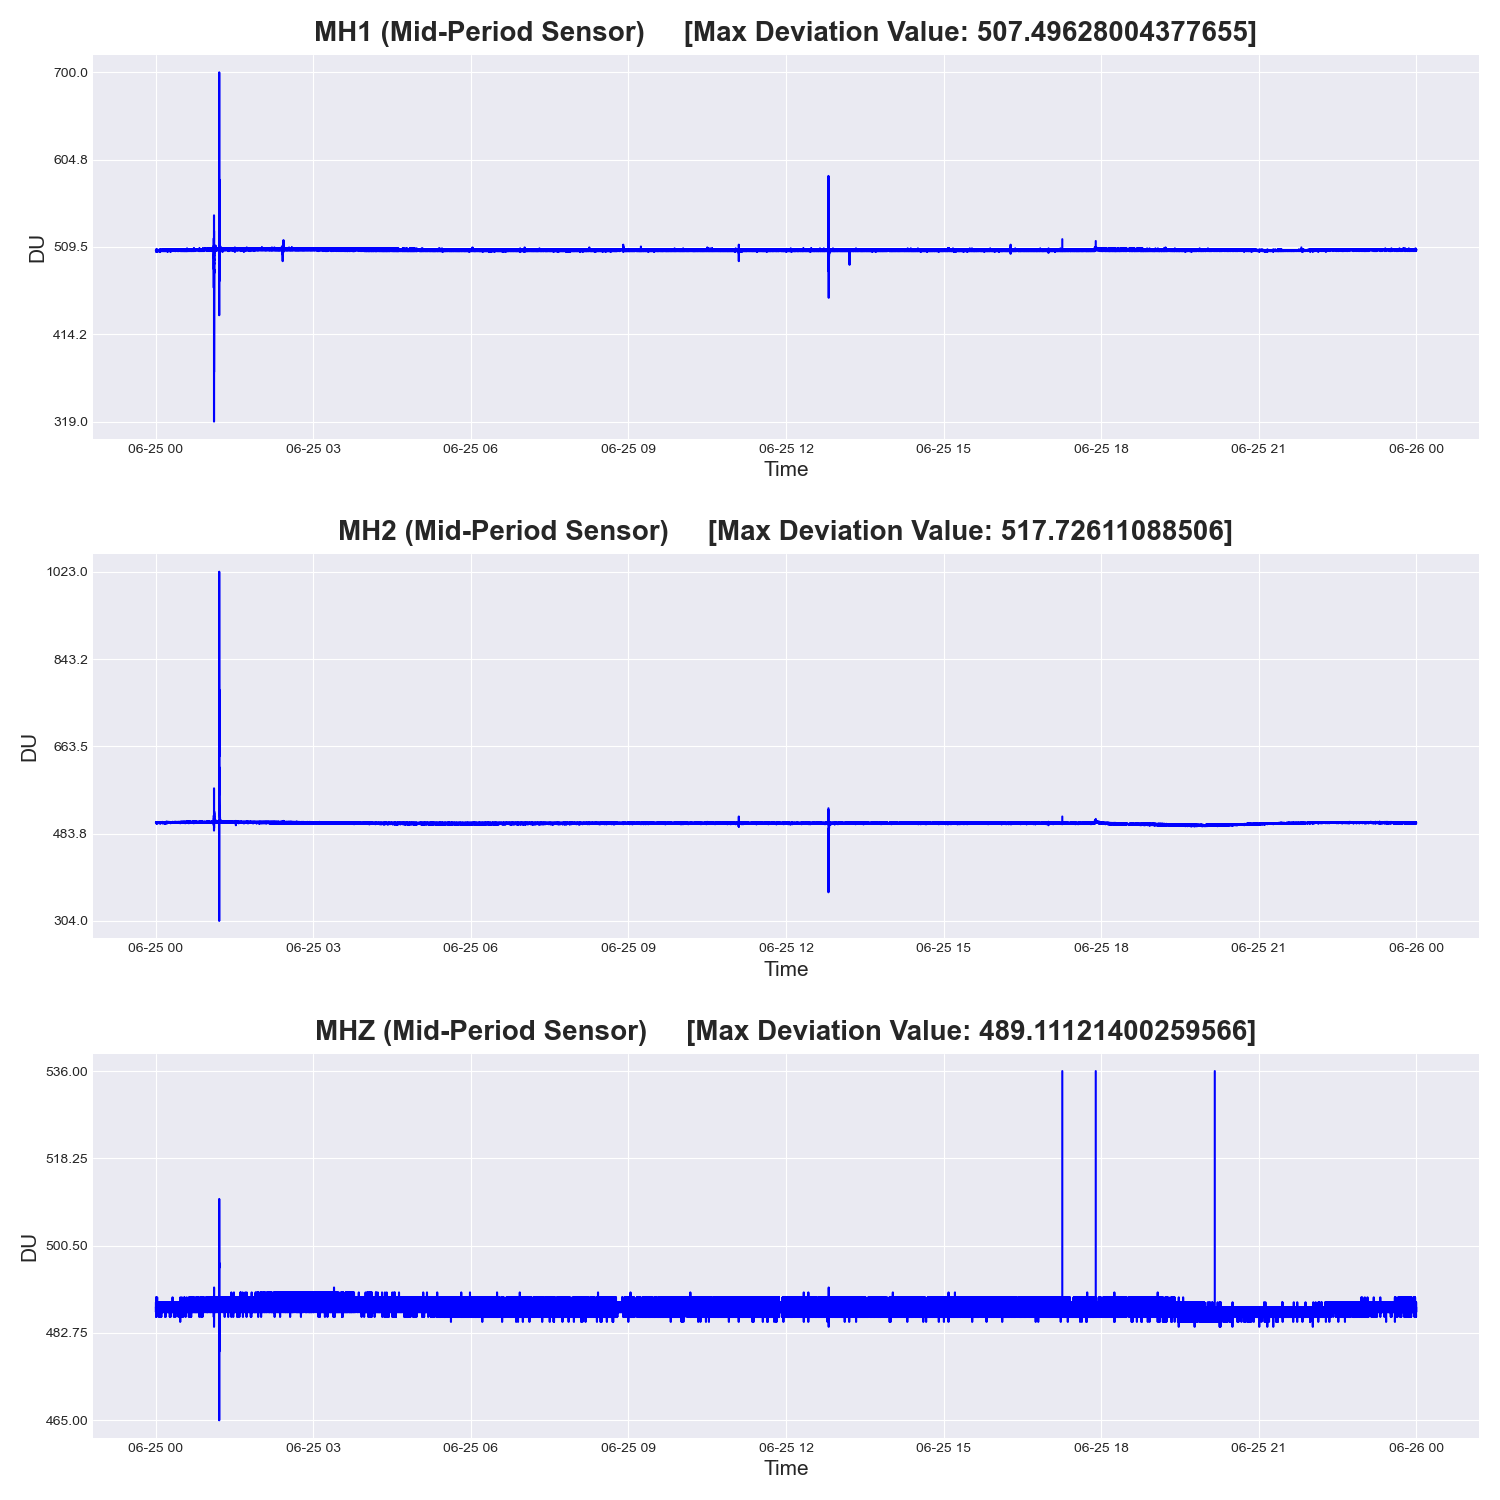 MH1 (Mid-Period Sensor) [Max Deviation Value: 507.49628004377655]
700.0
604.8
509.5
414.2
319.0
DU
06-25 00 06-25 03 06-25 06 06-25 09 06-25 12 06-25 15 06-25 18 06-25 21 06-26 00
Time
MH2 (Mid-Period Sensor) [Max Deviation Value: 517.72611088506]
1023.0
843.2
663.5
483.8
304.0
DU
06-25 00 06-25 03 06-25 06 06-25 09 06-25 12 06-25 15 06-25 18 06-25 21 06-26 00
Time
MHZ (Mid-Period Sensor) [Max Deviation Value: 489.11121400259566]
536.00
518.25
500.50
482.75
465.00
DU
06-25 00 06-25 03 06-25 06 06-25 09 06-25 12 06-25 15 06-25 18 06-25 21 06-26 00
Time